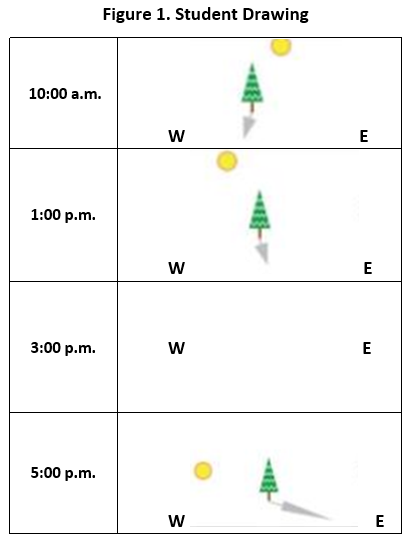 Figure 1. Student Drawing
10:00 a.m.
W E
1:00 p.m.
W E
3:00 p.m.
W E
5:00 p.m.
W E